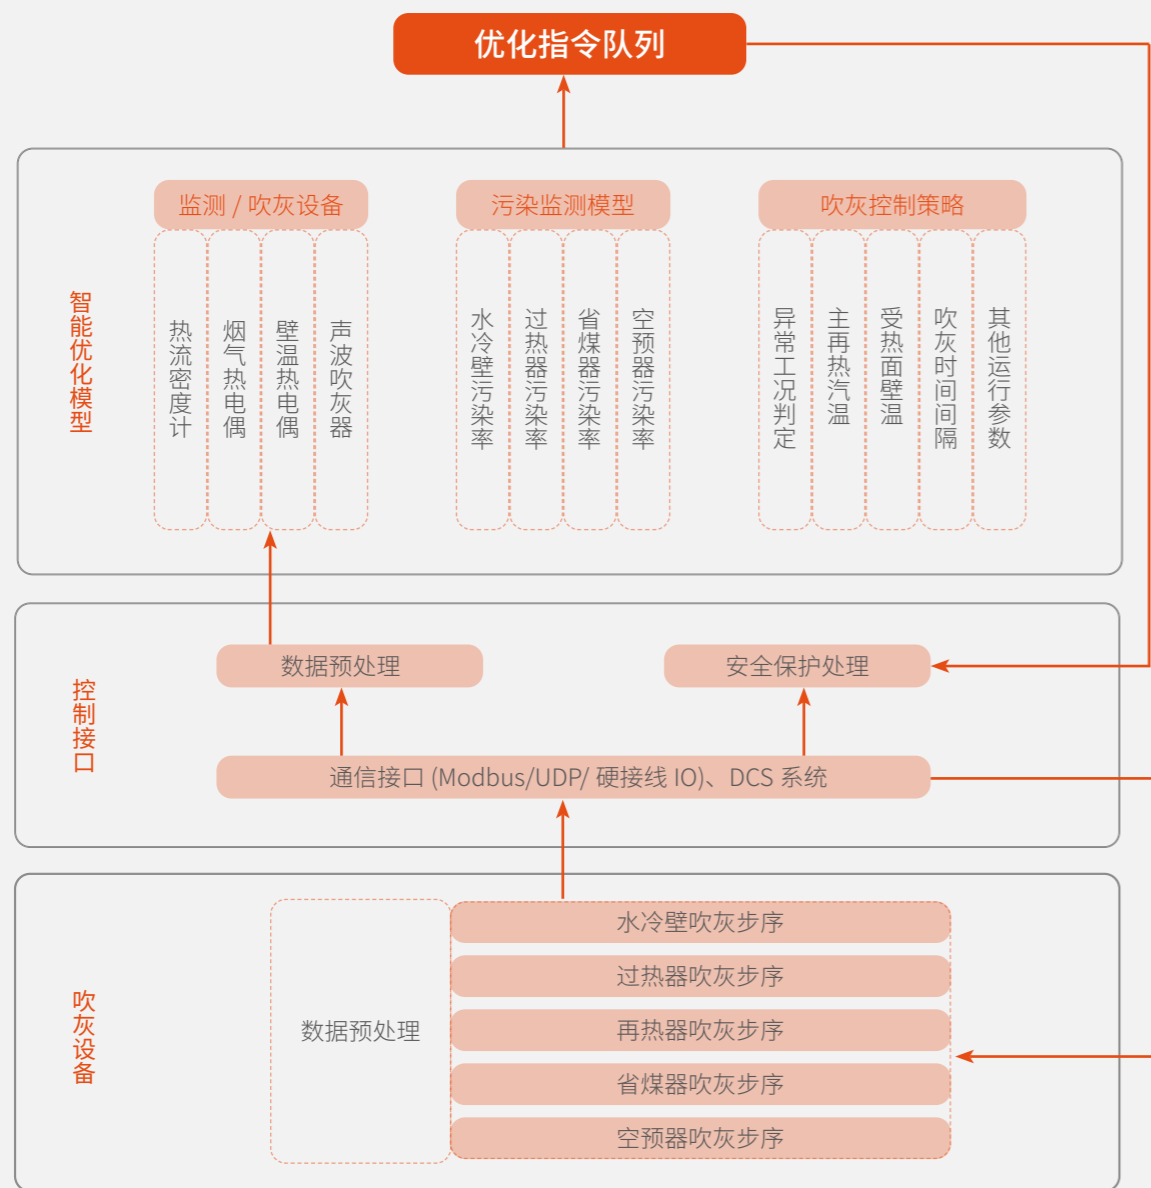 优化指令队列
智能优化模型
监测 / 吹灰设备
热流密度计
烟气热电偶
壁温热电偶
声波吹灰器
污染监测模型
水冷壁污染率
过热器污染率
省煤器污染率
空预器污染率
吹灰控制策略
异常工况判定
主再热汽温
受热面壁温
吹灰时间间隔
其他运行参数
控制接口
数据预处理
安全保护处理
通信接口 (Modbus/UDP/ 硬接线 IO)、DCS 系统
吹灰设备
数据预处理
水冷壁吹灰步序
过热器吹灰步序
再热器吹灰步序
省煤器吹灰步序
空预器吹灰步序